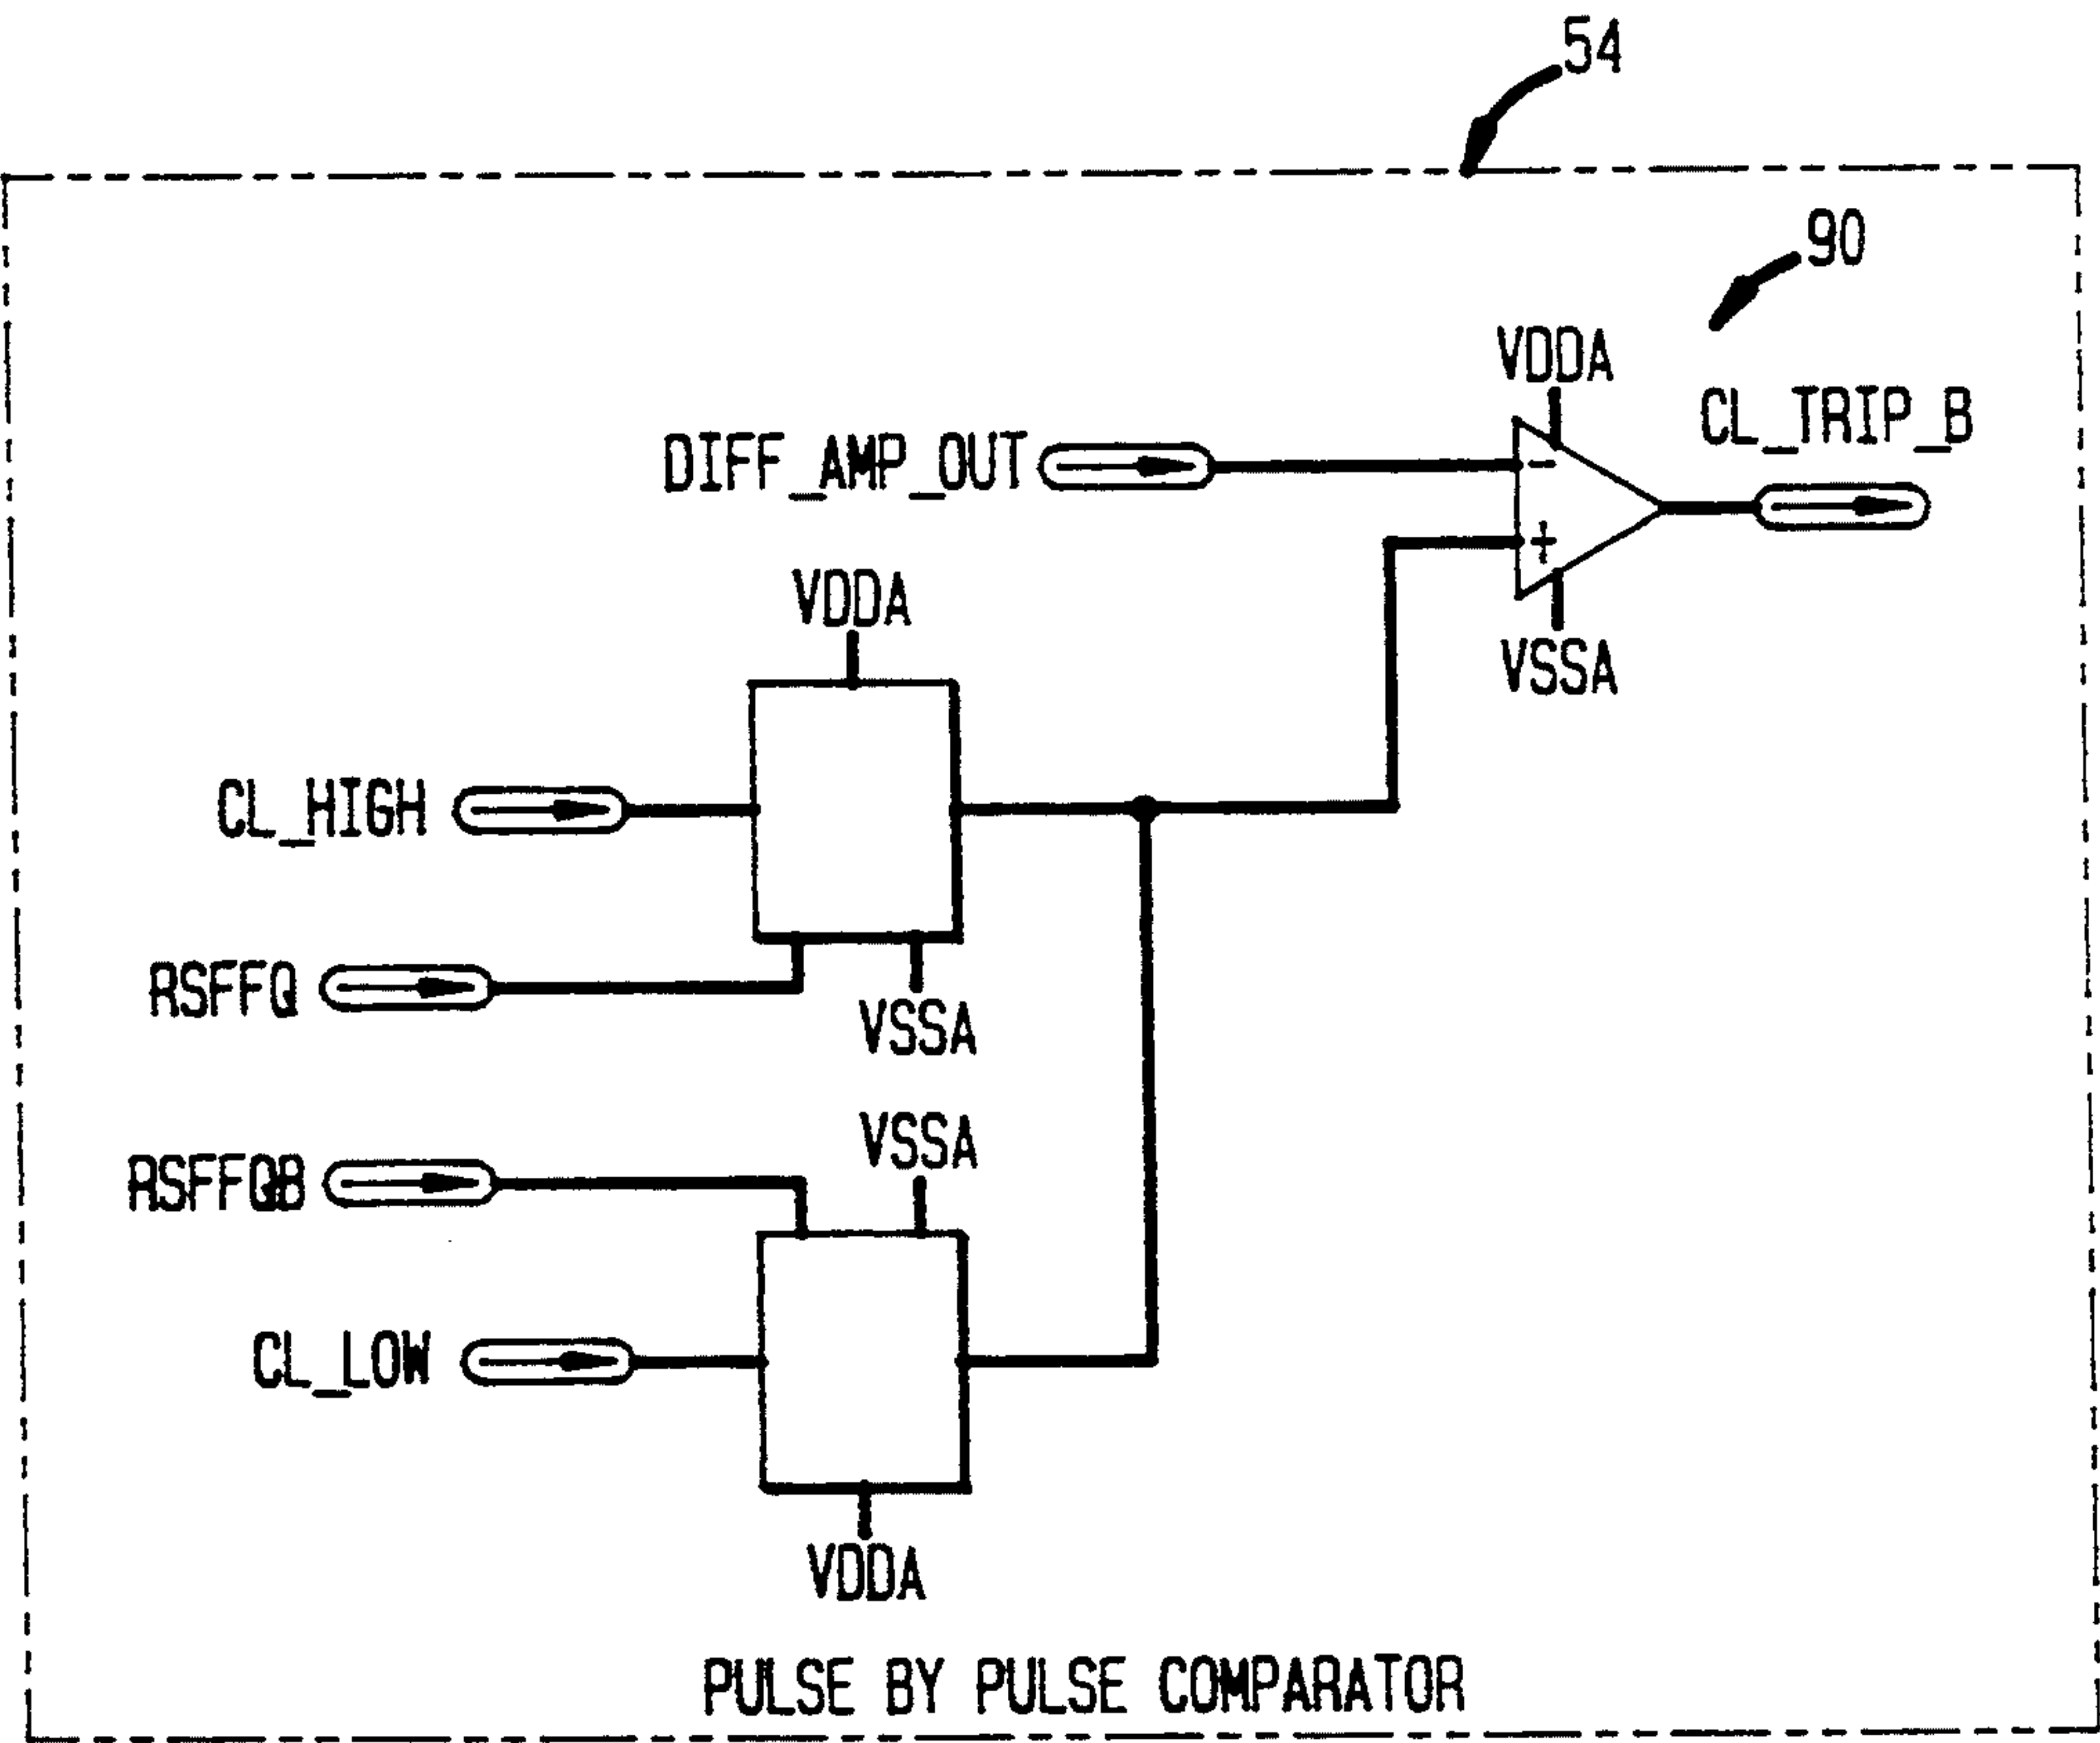 54
90
VDDA
CL_TRIP_B
DIFF_AMP_OUT
-
+
VDDA
VSSA
CL_HIGH
RSFFQ
VSSA
VSSA
RSFFQB
CL_LOW
VDDA
PULSE BY PULSE COMPARATOR